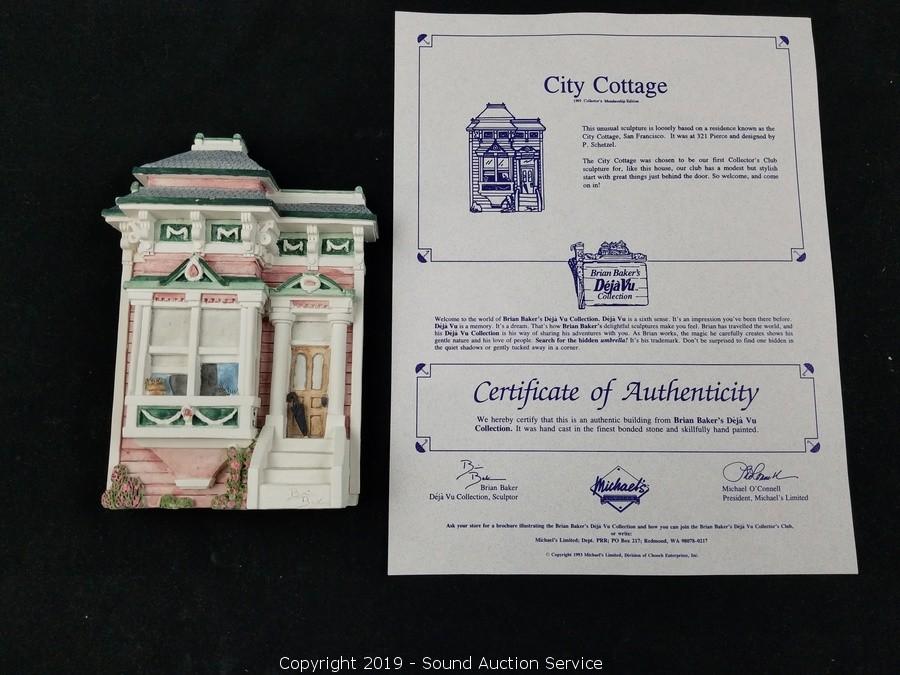 City Cottage
1993 Collector's Membership Edition
This unusual sculpture is loosely based on a residence known as the
City Cottage, San Francisco. It was at 321 Pierce and designed by
P. Schetzel.
The City Cottage was chosen to be our first Collector's Club
sculpture for, like this house, our club has a modest but stylish
start with great things just behind the door. So welcome, and come
on in!
Brian Baker's
Déjà Vu
Collection
Welcome to the world of Brian Baker's Déjà Vu Collection. Déjà Vu is a sixth sense. It's an impression you've been there before.
Déjà Vu is a memory. It's a dream. That's how Brian Baker's delightful sculptures make you feel. Brian has travelled the world, and
his Déjà Vu Collection is his way of sharing his adventures with you. As Brian works, the magic he carefully creates shows his
gentle nature and his love of people. Search for the hidden umbrella! It's his trademark. Don't be surprised to find one hidden in
the quiet shadows or gently tucked away in a corner.
Certificate of Authenticity
We hereby certify that this is an authentic building from Brian Baker's Déjà Vu
Collection. It was hand cast in the finest bonded stone and skillfully hand painted.
Brian Baker
Déjà Vu Collection, Sculptor
Michael's
Michael O'Connell
President, Michael's Limited
Ask your store for a brochure illustrating the Brian Baker's Déjà Vu Collection and how you can join the Brian Baker's Déjà Vu Collector's Club,
or write:
Michael's Limited; Dept. PRR; PO Box 217; Redmond, WA 98078-0217
© Copyright 1993 Michael's Limited, Division of Chooch Enterprises, Inc.
M M M M
Copyright 2019 - Sound Auction Service